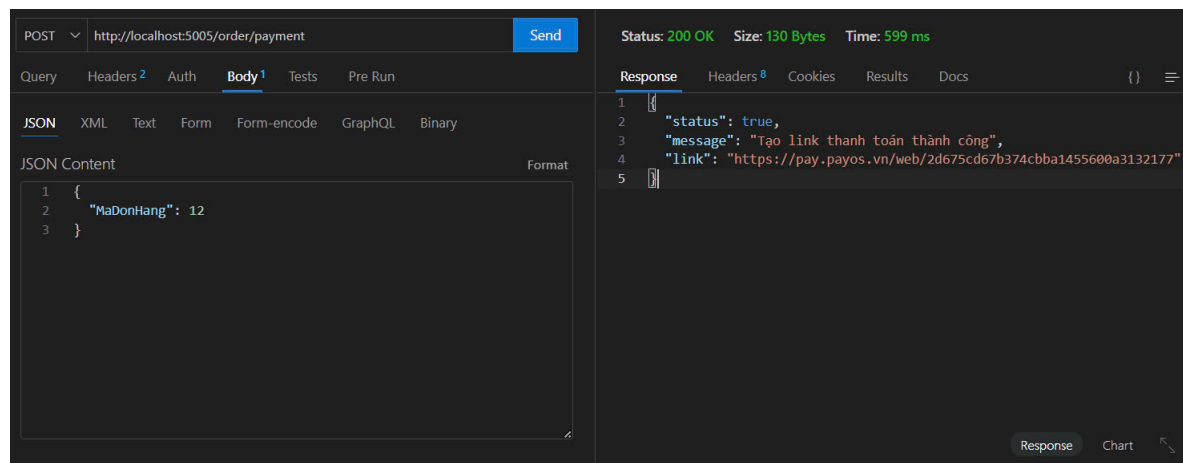 POST http://localhost:5005/order/payment Send
Query Headers 2 Auth Body 1 Tests Pre Run
JSON XML Text Form Form-encode GraphQL Binary
JSON Content Format
1 {
2 "MaDonHang": 12
3 }
Status: 200 OK Size: 130 Bytes Time: 599 ms
Response Headers 8 Cookies Results Docs {}
1 {
2 "status": true,
3 "message": "Tạo link thanh toán thành công",
4 "link": "https://pay.payos.vn/web/2d675cd67b374cbba1455600a3132177"
5 }
Response Chart